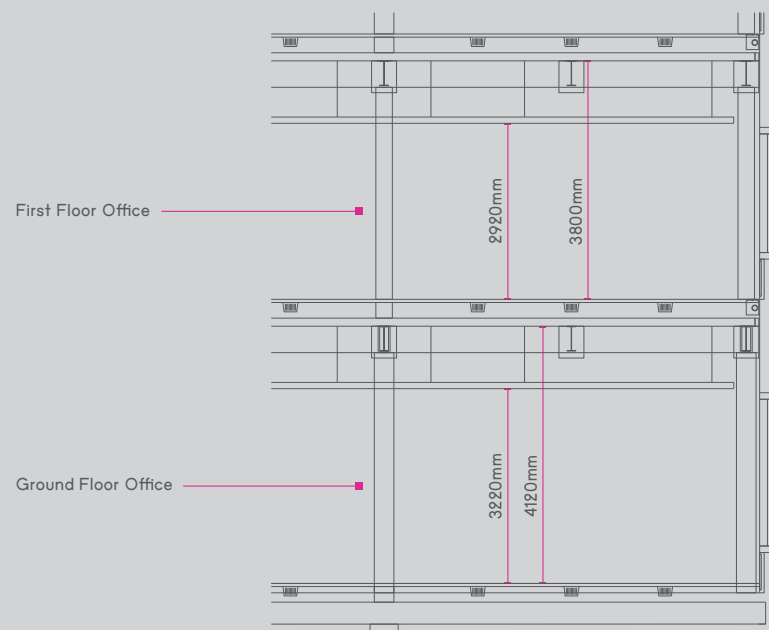 First Floor Office
2920mm
3800mm
Ground Floor Office
3220mm
4120mm